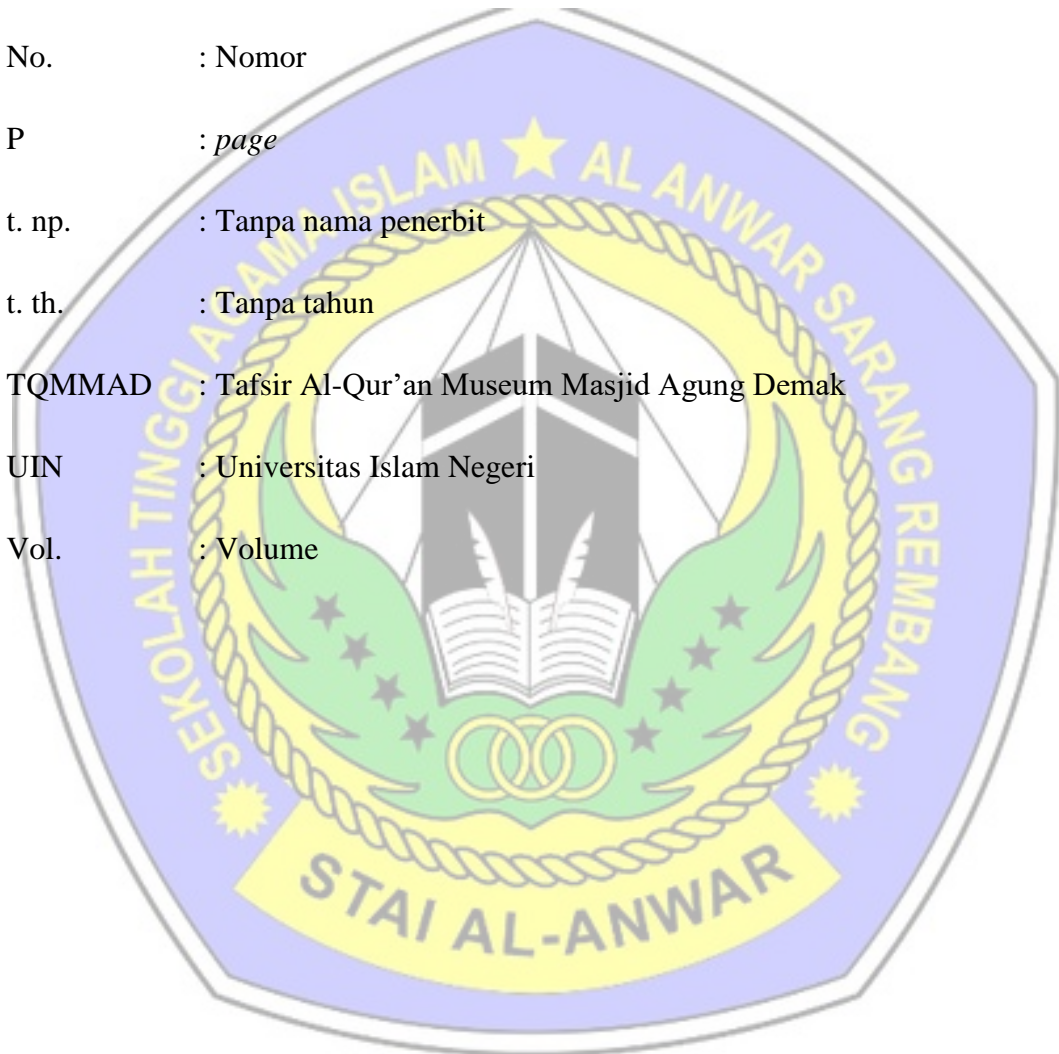 No. : Nomor
P : page
t. np. : Tanpa nama penerbit
t. th. : Tanpa tahun
TQMMAD : Tafsir Al-Qur’an Museum Masjid Agung Demak
UIN : Universitas Islam Negeri
Vol. : Volume
SEKOLAH TINGGI AGAMA ISLAM ★ AL ANWAR SARANG REMBANG
STAI AL-ANWAR